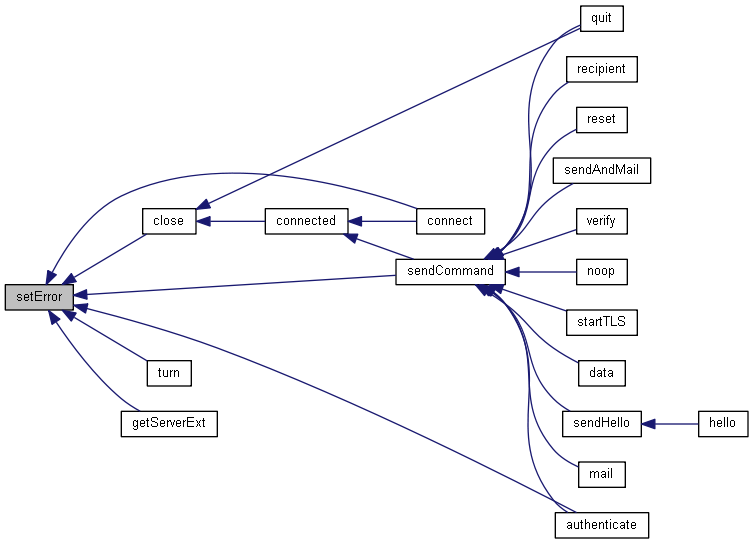 quit
recipient
reset
sendAndMail
close
connected
connect
verify
sendCommand
noop
setError
startTLS
turn
data
getServerExt
sendHello
hello
mail
authenticate